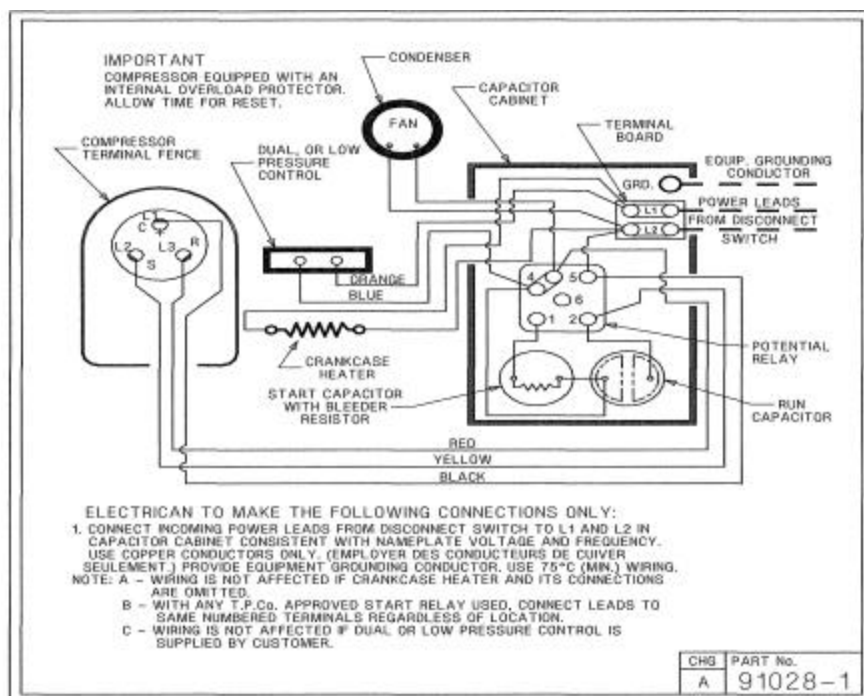 IMPORTANT
COMPRESSOR EQUIPPED WITH AN
INTERNAL OVERLOAD PROTECTOR.
ALLOW TIME FOR RESET.
CONDENSER
FAN
CAPACITOR
CABINET
COMPRESSOR
TERMINAL FENCE
DUAL, OR LOW
PRESSURE
CONTROL
TERMINAL
BOARD
EQUIP. GROUNDING
CONDUCTOR
GRD.
L1
POWER LEADS
FROM DISCONNECT
L2
SWITCH
L1
C
R
L2
L3
S
ORANGE
BLUE
4
5
6
1
2
CRANKCASE
HEATER
POTENTIAL
RELAY
START CAPACITOR
WITH BLEEDER
RESISTOR
RUN
CAPACITOR
RED
YELLOW
BLACK
ELECTRICAN TO MAKE THE FOLLOWING CONNECTIONS ONLY:
1. CONNECT INCOMING POWER LEADS FROM DISCONNECT SWITCH TO L1 AND L2 IN
CAPACITOR CABINET CONSISTENT WITH NAMEPLATE VOLTAGE AND FREQUENCY.
USE COPPER CONDUCTORS ONLY. (EMPLOYER DES CONDUCTEURS DE CUIVER
SEULEMENT.) PROVIDE EQUIPMENT GROUNDING CONDUCTOR. USE 75°C (MIN.) WIRING.
NOTE: A - WIRING IS NOT AFFECTED IF CRANKCASE HEATER AND ITS CONNECTIONS
ARE OMITTED.
B - WITH ANY T.P.Co. APPROVED START RELAY USED, CONNECT LEADS TO
SAME NUMBERED TERMINALS REGARDLESS OF LOCATION.
C - WIRING IS NOT AFFECTED IF DUAL OR LOW PRESSURE CONTROL IS
SUPPLIED BY CUSTOMER.
CHG PART No.
A 91028-1